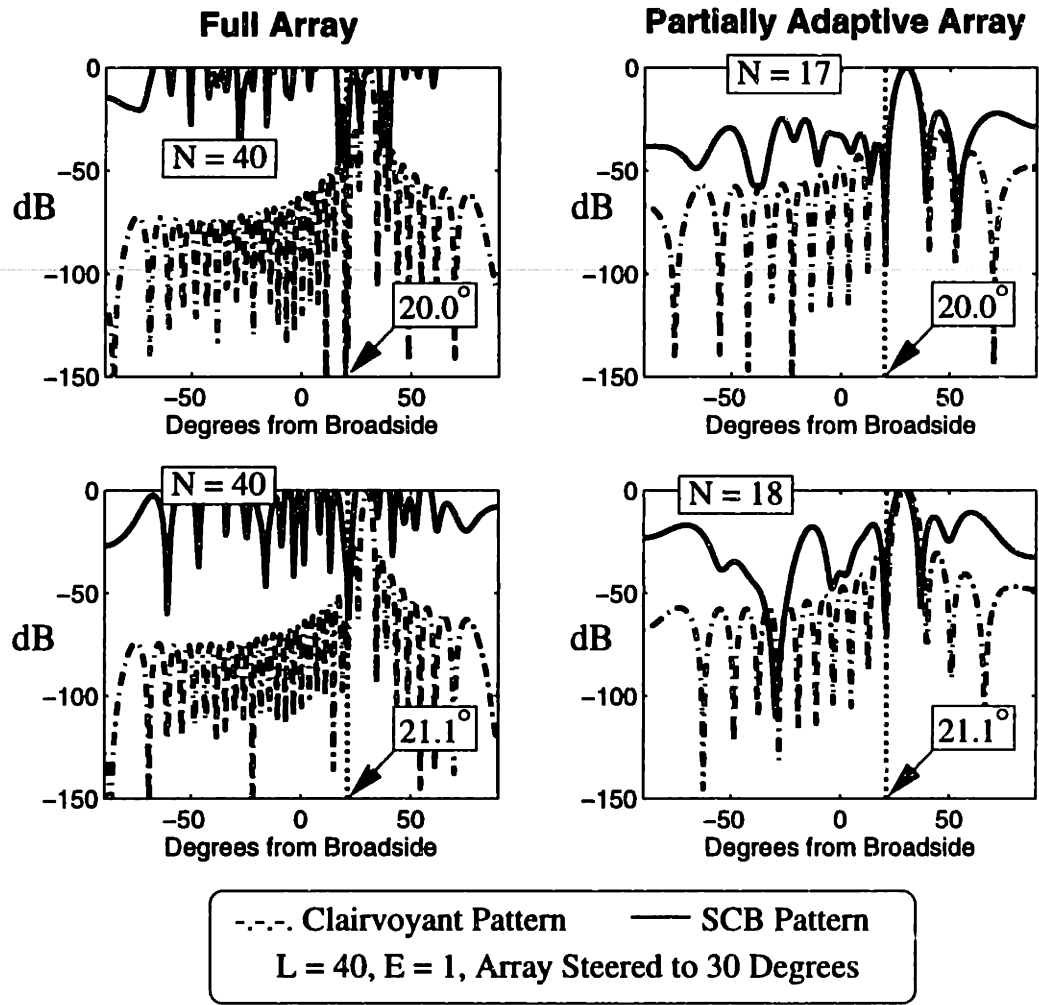 Full Array
Partially Adaptive Array
0
−50
−100
−150
dB
N = 40
20.0°
−50 0 50
Degrees from Broadside
0
−50
−100
−150
dB
N = 17
20.0°
−50 0 50
Degrees from Broadside
0
−50
−100
−150
dB
N = 40
21.1°
−50 0 50
Degrees from Broadside
0
−50
−100
−150
dB
N = 18
21.1°
−50 0 50
Degrees from Broadside
-.-.-. Clairvoyant Pattern —— SCB Pattern
L = 40, E = 1, Array Steered to 30 Degrees